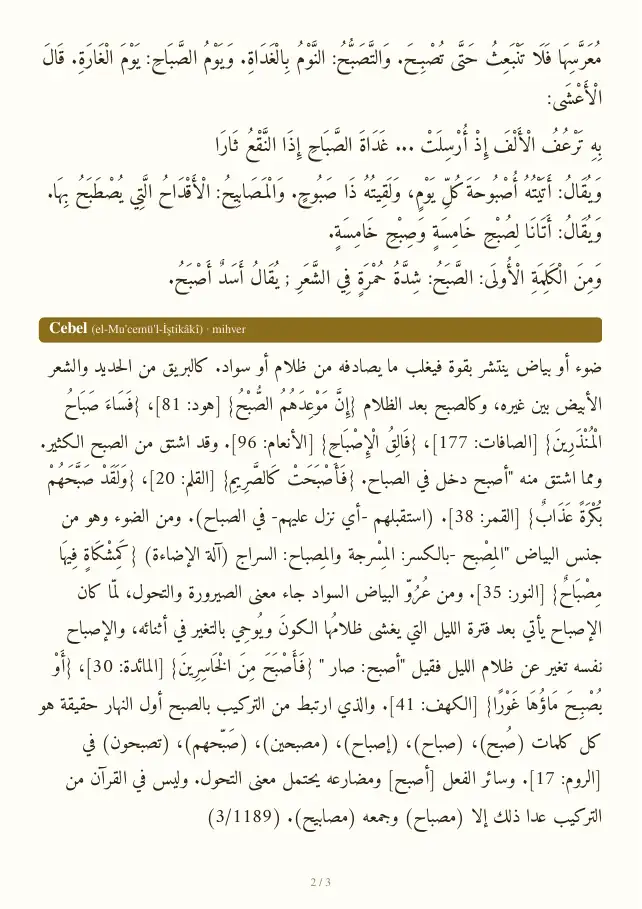 مُعَرَّسِهَا فَلَا تَنْبَعِثُ حَتَّى تُصْبِحَ. وَالتَّصَبُّحُ: النَّوْمُ بِالْغَدَاةِ. وَيَوْمُ الصَّبَاحِ: يَوْمَ الْغَارَةِ. قَالَ
الْأَعْشَى:
بِهِ تَرْعُفُ الْأَلْفَ إِذْ أُرْسِلَتْ ... غَدَاةَ الصَّبَاحِ إِذَا النَّقْعُ ثَارَا
وَيُقَالُ: أَتَيْتُهُ أُصْبُوحَةَ كُلِّ يَوْمٍ، وَلَقِيتُهُ ذَا صَبُوحٍ. وَالْمَصَابِيحُ: الْأَقْدَاحُ الَّتِي يُصْطَبَحُ بِهَا.
وَيُقَالُ: أَتَانَا لِصُبْحِ خَامِسَةٍ وَصِبْحِ خَامِسَةٍ.
وَمِنَ الْكَلِمَةِ الْأُولَى: الصَّبَحُ: شِدَّةُ حُمْرَةٍ فِي الشَّعَرِ ; يُقَالُ أَسَدٌ أَصْبَحُ.
Cebel (el-Mu'cemü'l-İştikâkî) · mihver
ضوء أو بياض ينتشر بقوة فيغلب ما يصادفه من ظلام أو سواد. كالبريق من الحديد والشعر
الأبيض بين غيره، وكالصبح بعد الظلام {إِنَّ مَوْعِدَهُمُ الصُّبْحُ} [هود: 81]، {فَسَاءَ صَبَاحُ
الْمُنْذَرِينَ} [الصافات: 177]، {فَالِقُ الْإِصْبَاحِ} [الأنعام: 96]. وقد اشتق من الصبح الكثير.
ومما اشتق منه "أصبح دخل في الصباح. {فَأَصْبَحَتْ كَالصَّرِيمِ} [القلم: 20]، {وَلَقَدْ صَبَّحَهُمْ
بُكْرَةً عَذَابٌ} [القمر: 38]. (استقبلهم -أي نزل عليهم- في الصباح). ومن الضوء وهو من
جنس البياض "المِصْبح -بالكسر: المِسْرجة والمِصباح: السراج (آلة الإضاءة) {كَمِشْكَاةٍ فِيهَا
مِصْبَاحٌ} [النور: 35]. ومن عُرُوّ البياض السواد جاء معنى الصيرورة والتحول، لمّا كان
الإصباح يأتي بعد فترة الليل التي يغشى ظلامُها الكونَ ويُوحِي بالتغير في أثنائه، والإصباح
نفسه تغير عن ظلام الليل فقيل "أصبح: صار " {فَأَصْبَحَ مِنَ الْخَاسِرِينَ} [المائدة: 30]، {أَوْ
يُصْبِحَ مَاؤُهَا غَوْرًا} [الكهف: 41]. والذي ارتبط من التركيب بالصبح أول النهار حقيقة هو
كل كلمات (صُبح)، (صباح)، (إصباح)، (مصبحين)، (صَبّحهم)، (تصبحون) في
[الروم: 17]. وسائر الفعل [أصبح] ومضارعه يحتمل معنى التحول. وليس في القرآن من
التركيب عدا ذلك إلا (مصباح) وجمعه (مصابيح). (3/1189)
2 / 3